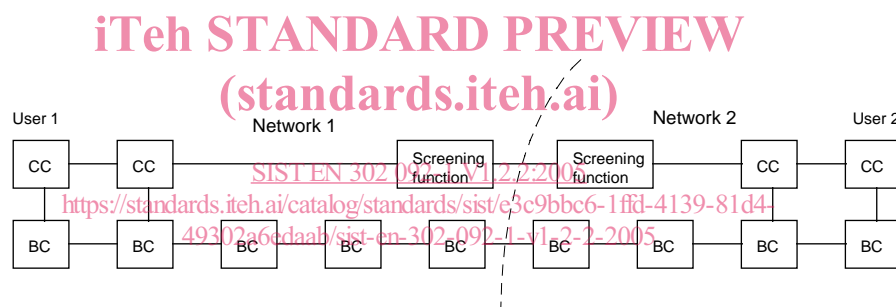 iTeh STANDARD PREVIEW
(standards.iteh.ai)
User 1
Network 1
Network 2
User 2
CC
CC
Screening function
Screening function
CC
CC
SIST EN 302 092-1 V1.2.2:2005
https://standards.iteh.ai/catalog/standards/sist/e3c9bbc6-1ffd-4139-81d4-
49302a6edaab/sist-en-302-092-1-v1-2-2-2005
BC
BC
BC
BC
BC
BC
BC
BC
BC